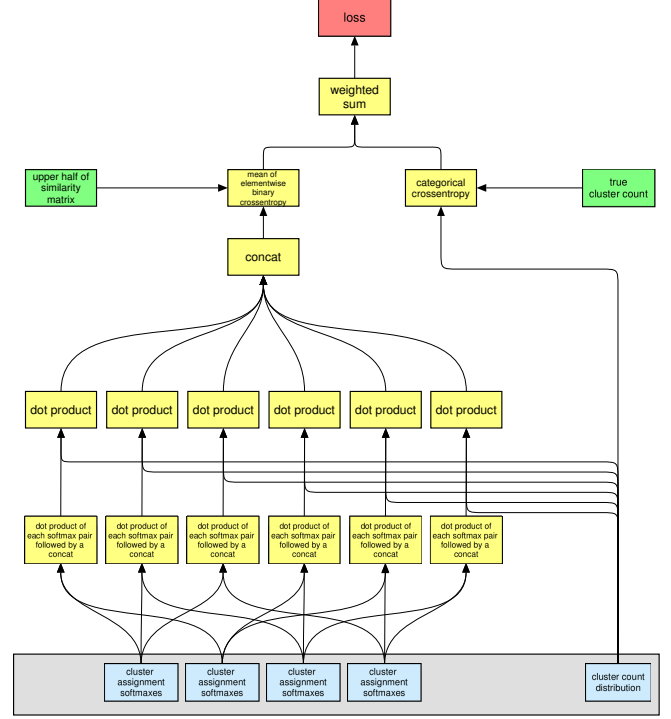 loss
weighted
sum
upper half of
similarity
matrix
mean of
elementwise
binary
crossentropy
categorical
crossentropy
true
cluster count
concat
dot product
dot product
dot product
dot product
dot product
dot product
dot product of
each softmax pair
followed by a
concat
dot product of
each softmax pair
followed by a
concat
dot product of
each softmax pair
followed by a
concat
dot product of
each softmax pair
followed by a
concat
dot product of
each softmax pair
followed by a
concat
dot product of
each softmax pair
followed by a
concat
cluster
assignment
softmaxes
cluster
assignment
softmaxes
cluster
assignment
softmaxes
cluster
assignment
softmaxes
cluster count
distribution